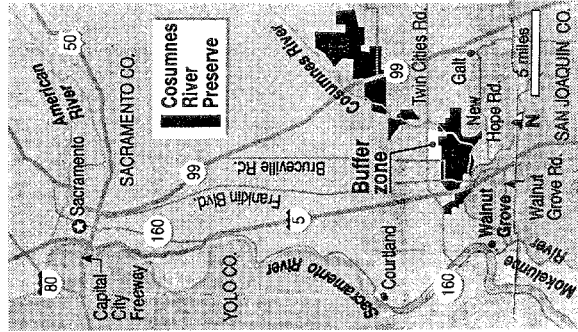 80
50
American
River
Sacramento
Capital
City
Freeway
SACRAMENTO CO.
160
99
5
YOLO CO.
Franklin Blvd.
Bruceville Rd.
Cosumnes
River
Preserve
Sacramento River
Cosumnes River
Buffer
zone
Courtland
99
Twin Cities Rd.
160
Galt
New
Hope Rd.
Walnut
Grove
Walnut
Grove Rd.
Mokelumne
River
N
5 miles
SAN JOAQUIN CO.